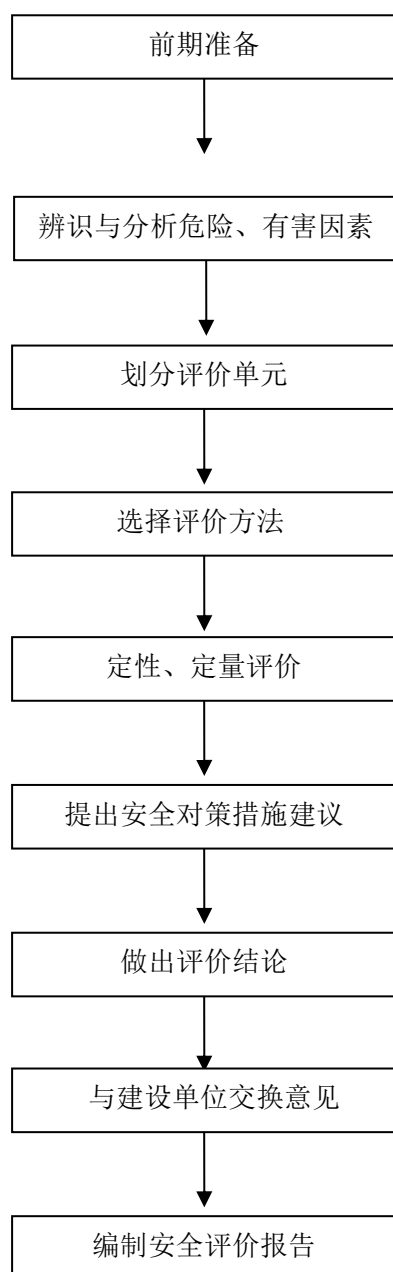 前期准备
辨识与分析危险、有害因素
划分评价单元
选择评价方法
定性、定量评价
提出安全对策措施建议
做出评价结论
与建设单位交换意见
编制安全评价报告